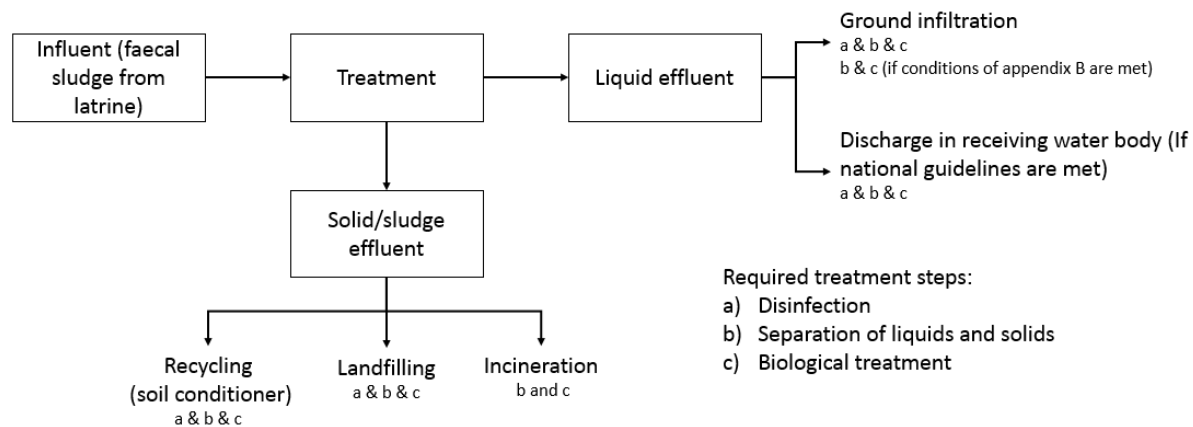 Influent (faecal
sludge from
latrine)
Treatment
Liquid effluent
Ground infiltration
a & b & c
b & c (if conditions of appendix B are met)
Discharge in receiving water body (If
national guidelines are met)
a & b & c
Solid/sludge
effluent
Recycling
(soil conditioner)
a & b & c
Landfilling
a & b & c
Incineration
b and c
Required treatment steps:
a) Disinfection
b) Separation of liquids and solids
c) Biological treatment